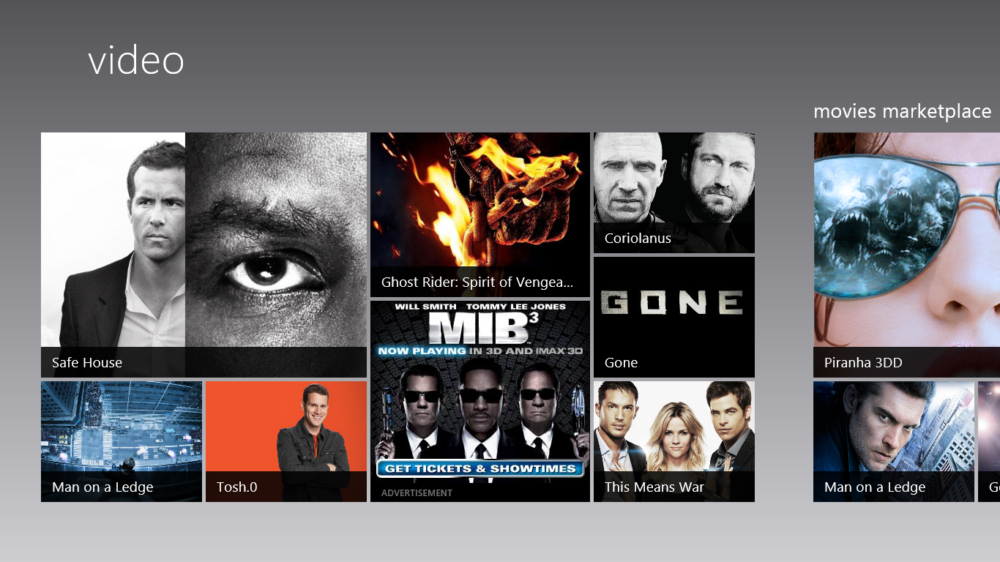 video
movies marketplace
Safe House
Ghost Rider: Spirit of Vengea...
Coriolanus
GONE
Gone
WILL SMITH TOMMY LEE JONES
MIB³™
NOW PLAYING IN 3D AND IMAX 3D
GET TICKETS & SHOWTIMES
ADVERTISEMENT
Man on a Ledge
Tosh.0
This Means War
Piranha 3DD
Man on a Ledge